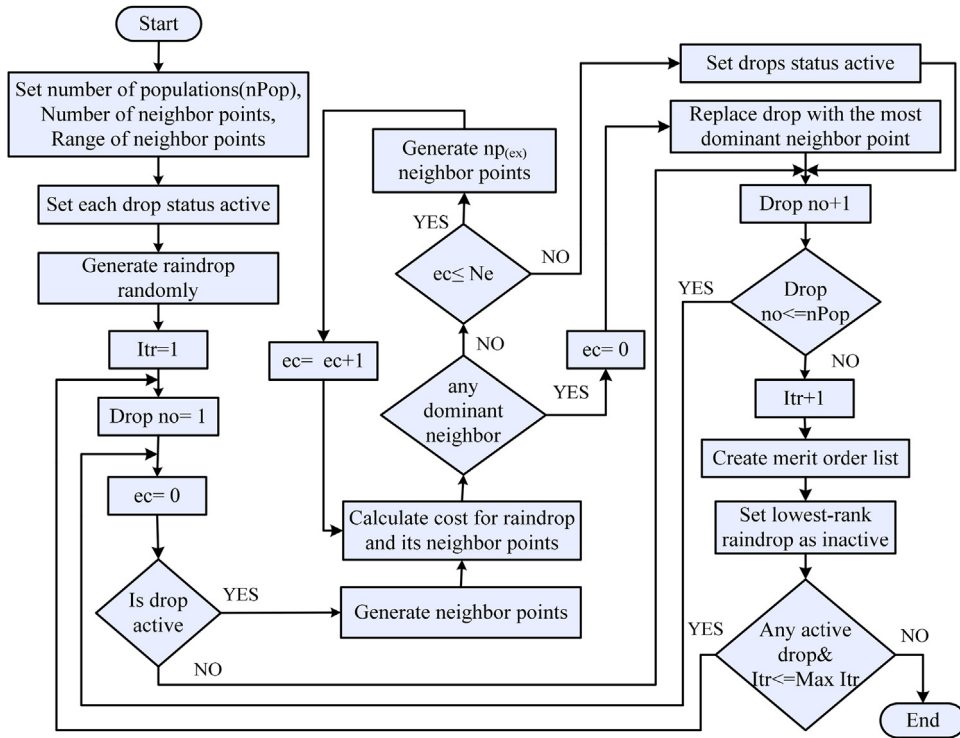 Start
Set number of populations(nPop),
Number of neighbor points,
Range of neighbor points
Set each drop status active
Generate raindrop
randomly
Itr=1
Drop no= 1
ec= 0
Is drop
active
YES
NO
Generate neighbor points
Calculate cost for raindrop
and its neighbor points
any
dominant
neighbor
NO
YES
ec≤ Ne
YES
NO
Generate np(ex)
neighbor points
ec= ec+1
ec= 0
Set drops status active
Replace drop with the most
dominant neighbor point
Drop no+1
Drop
no<=nPop
YES
NO
Itr+1
Create merit order list
Set lowest-rank
raindrop as inactive
Any active
drop&
Itr<=Max Itr
YES
NO
End